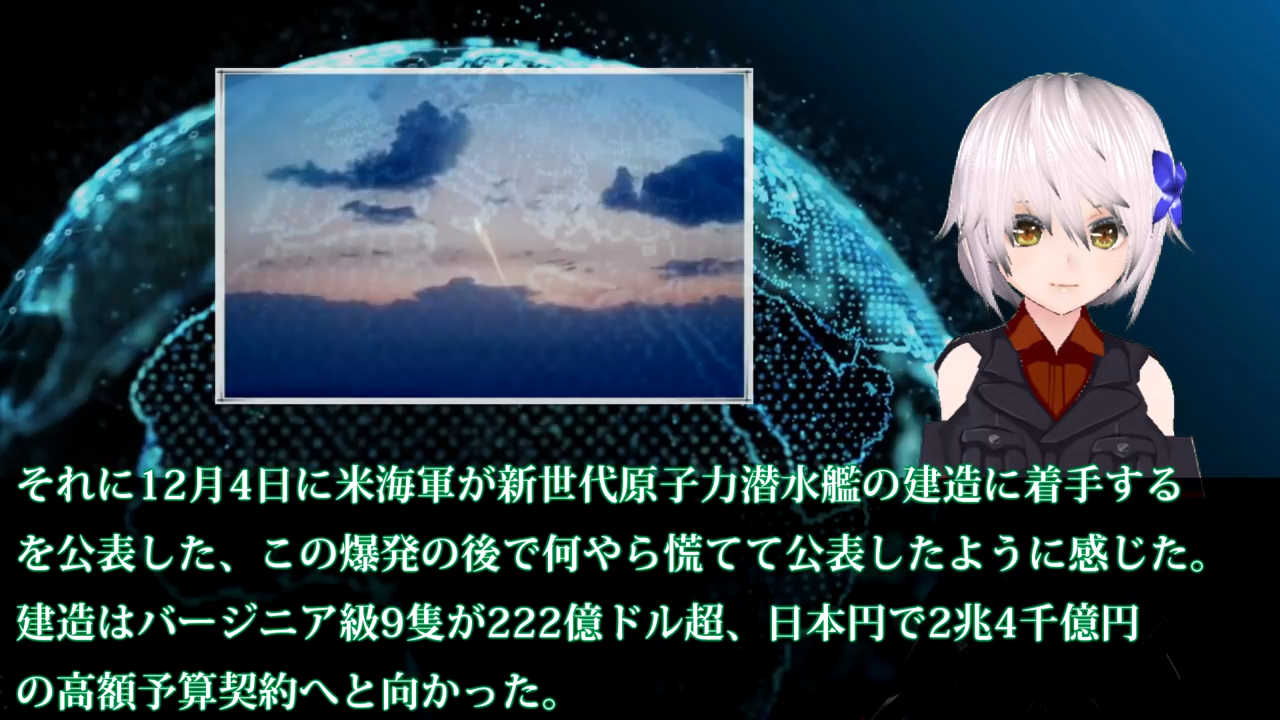 それに12月4日に米海軍が新世代原子力潜水艦の建造に着手する
を公表した、この爆発の後で何やら慌てて公表したように感じた。
建造はバージニア級9隻が222億ドル超、日本円で2兆4千億円
の高額予算契約へと向かった。